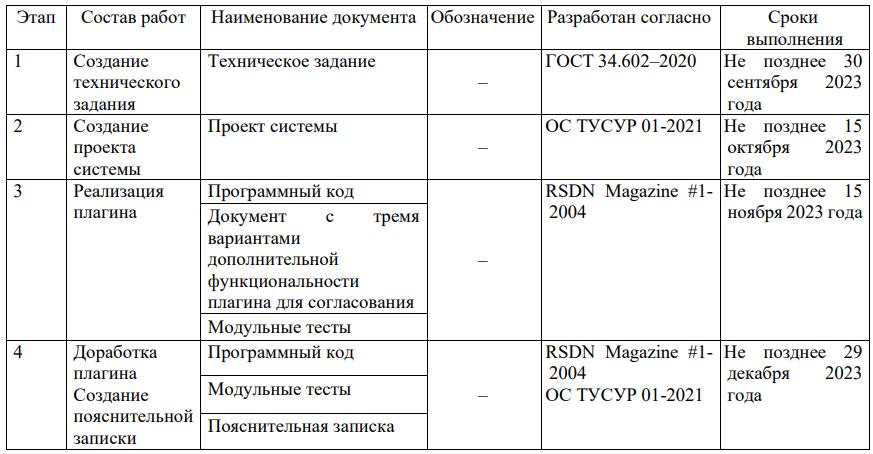 Этап Состав работ Наименование документа Обозначение Разработан согласно Сроки
выполнения
1 Создание
технического
задания
Техническое задание
–
ГОСТ 34.602–2020
Не позднее 30
сентября 2023
года
2 Создание
проекта
системы
Проект системы
–
ОС ТУСУР 01-2021
Не позднее 15
октября 2023
года
3 Реализация
плагина
Программный код
Документ с тремя
вариантами
дополнительной
функциональности
плагина для согласования
Модульные тесты
–
RSDN Magazine #1-
2004
Не позднее 15
ноября 2023 года
4 Доработка
плагина
Создание
пояснительной
записки
Программный код
Модульные тесты
Пояснительная записка
–
RSDN Magazine #1-
2004
ОС ТУСУР 01-2021
Не позднее 29
декабря 2023
года